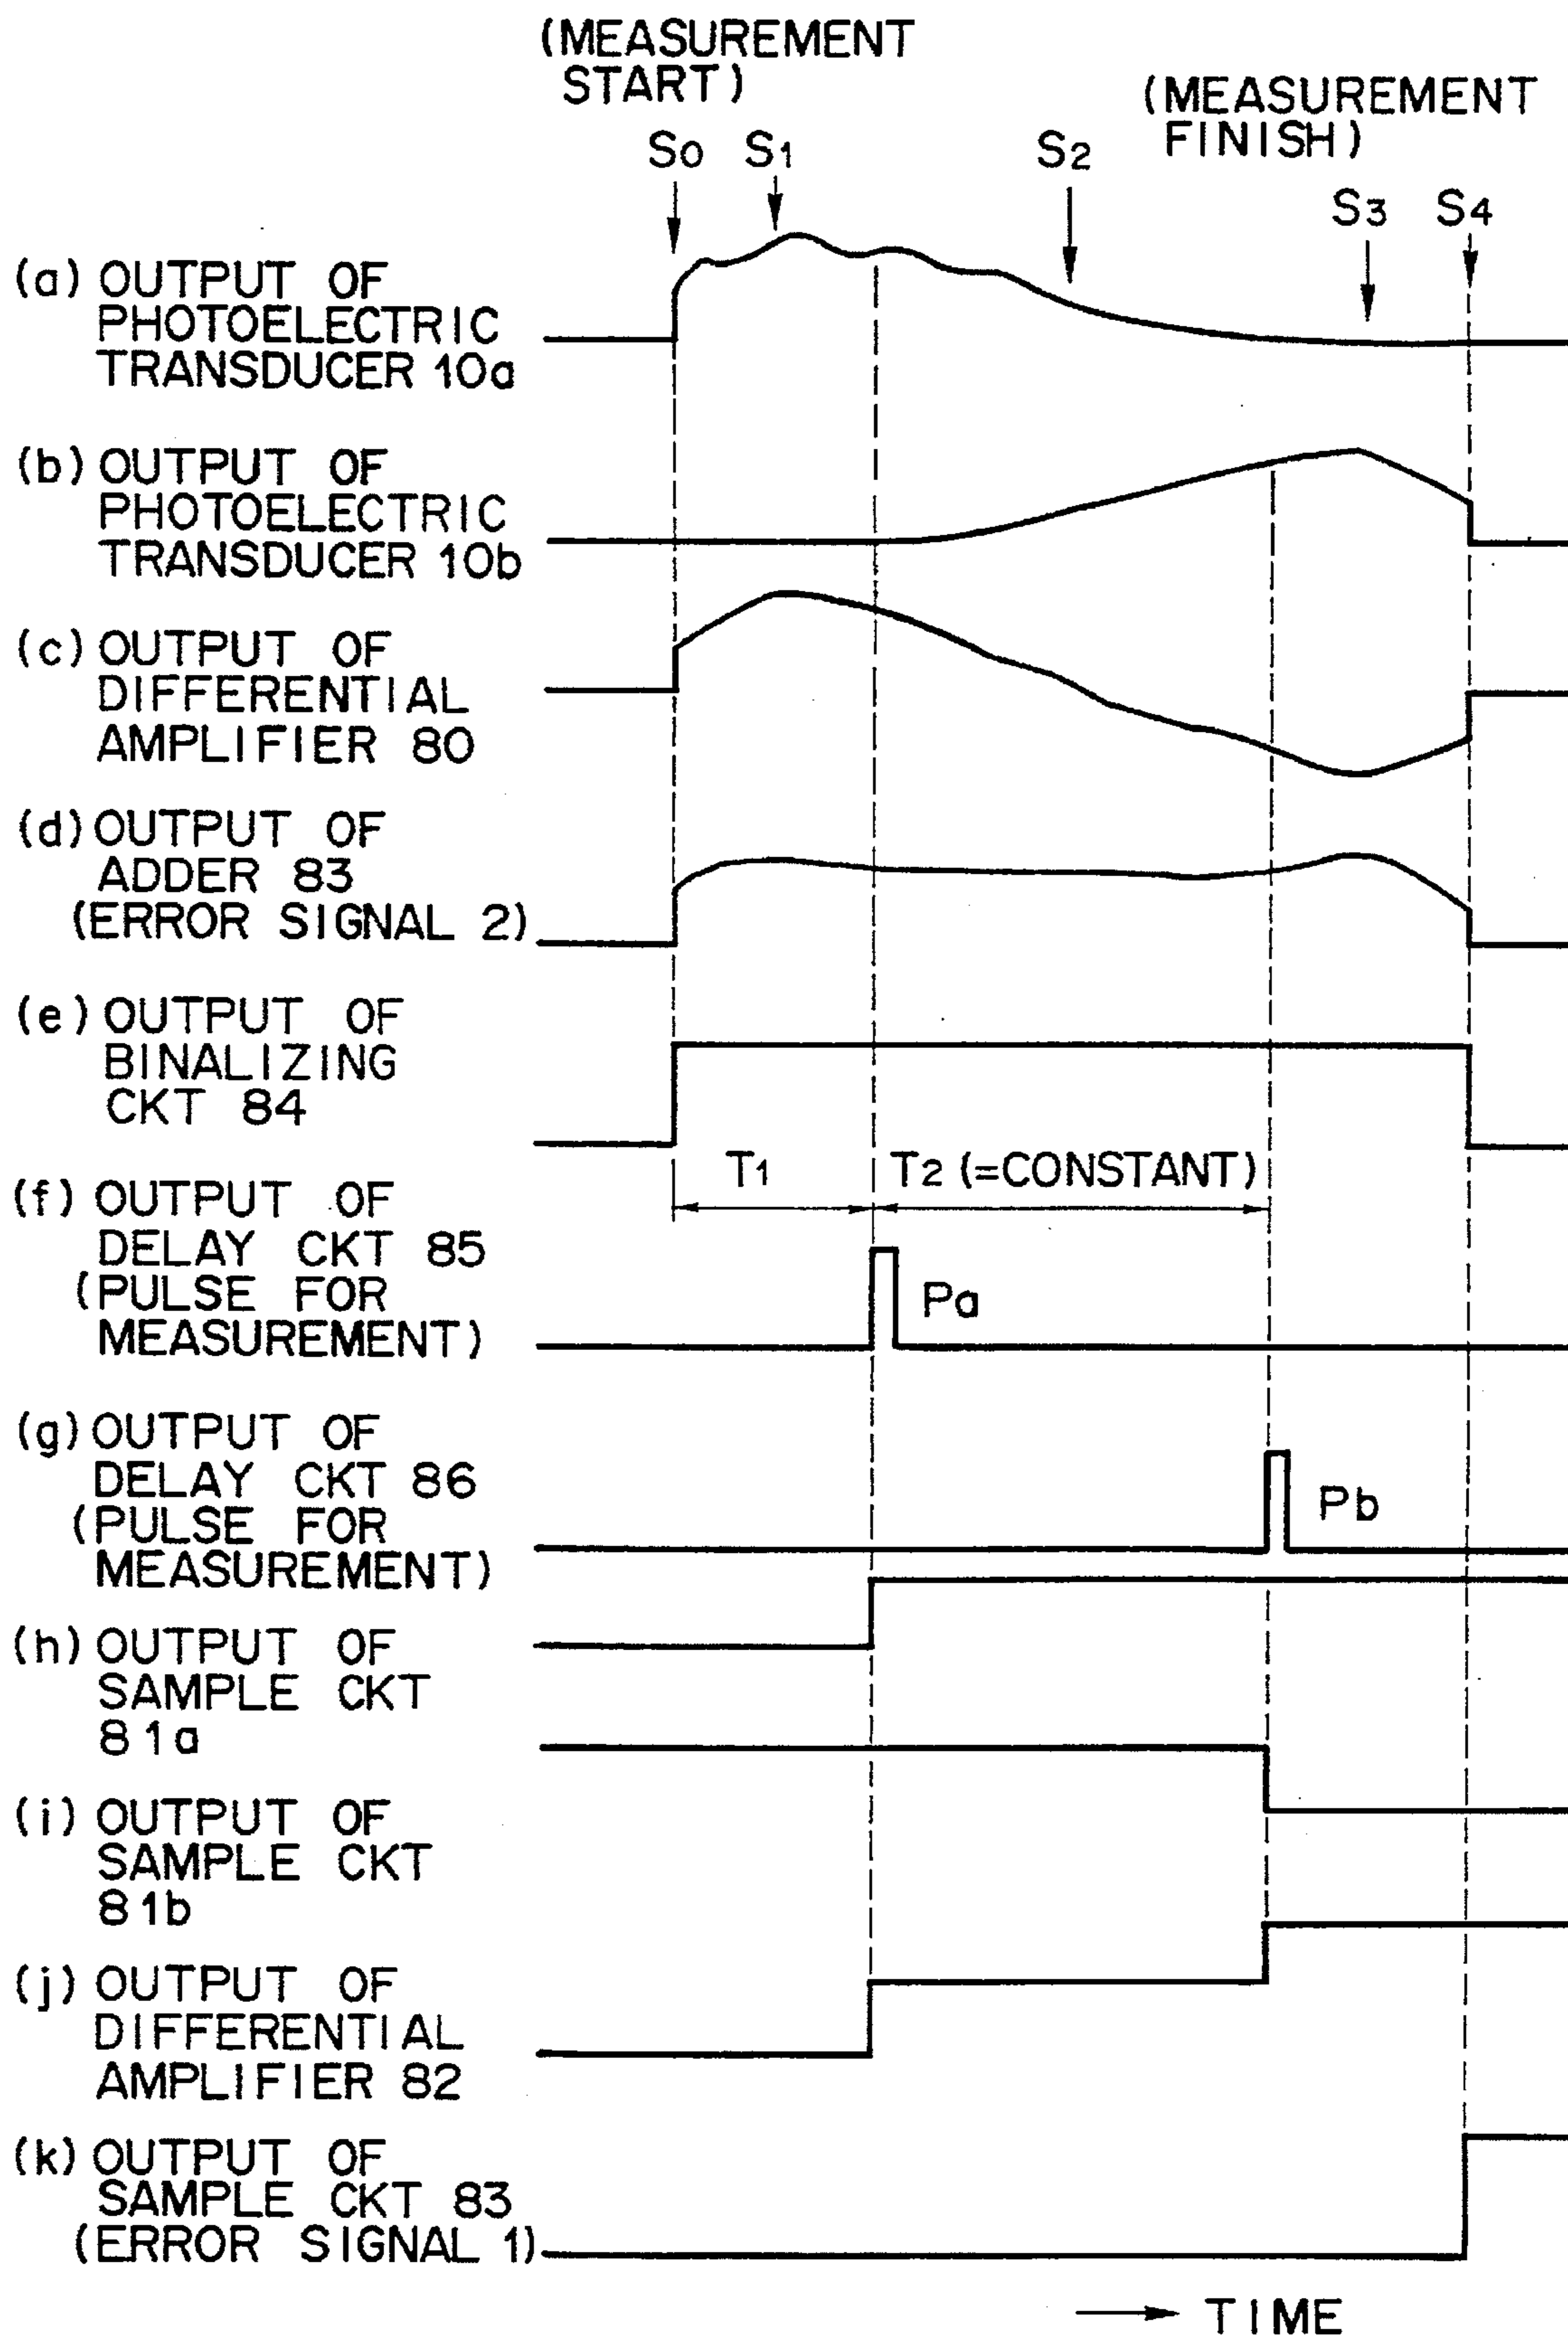 (MEASUREMENT
START)
(MEASUREMENT
FINISH)
S0 S1 S2 S3 S4
(a) OUTPUT OF
PHOTOELECTRIC
TRANSDUCER 10a
(b) OUTPUT OF
PHOTOELECTRIC
TRANSDUCER 10b
(c) OUTPUT OF
DIFFERENTIAL
AMPLIFIER 80
(d) OUTPUT OF
ADDER 83
(ERROR SIGNAL 2)
(e) OUTPUT OF
BINALIZING
CKT 84
T1 T2 (=CONSTANT)
(f) OUTPUT OF
DELAY CKT 85
(PULSE FOR
MEASUREMENT)
Pa
(g) OUTPUT OF
DELAY CKT 86
(PULSE FOR
MEASUREMENT)
Pb
(h) OUTPUT OF
SAMPLE CKT
81a
(i) OUTPUT OF
SAMPLE CKT
81b
(j) OUTPUT OF
DIFFERENTIAL
AMPLIFIER 82
(k) OUTPUT OF
SAMPLE CKT 83
(ERROR SIGNAL 1)
TIME